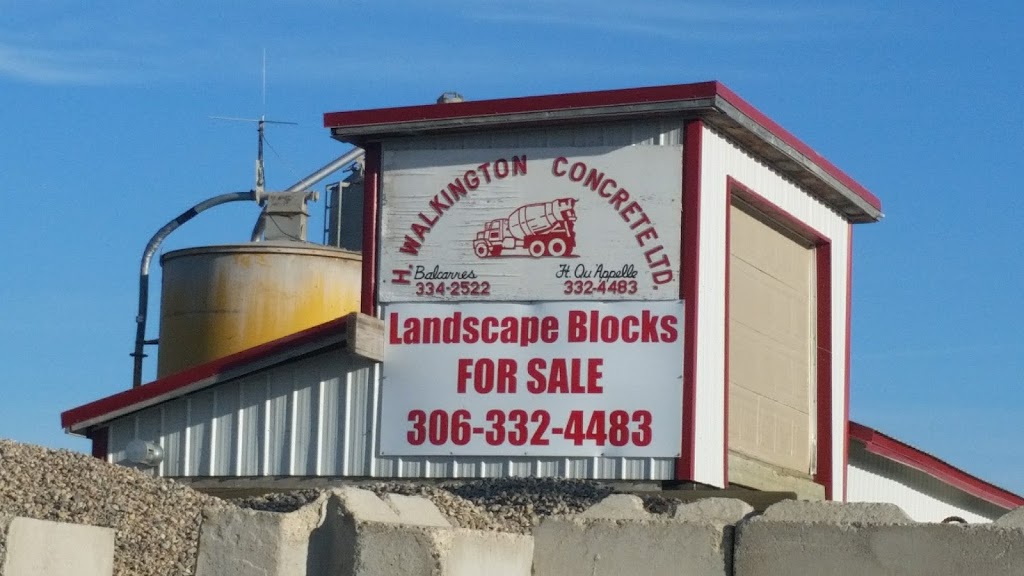 H. WALKINGTON CONCRETE LTD.
Balcarres Ft. Qu'Appelle
334-2522 332-4483
Landscape Blocks
FOR SALE
306-332-4483